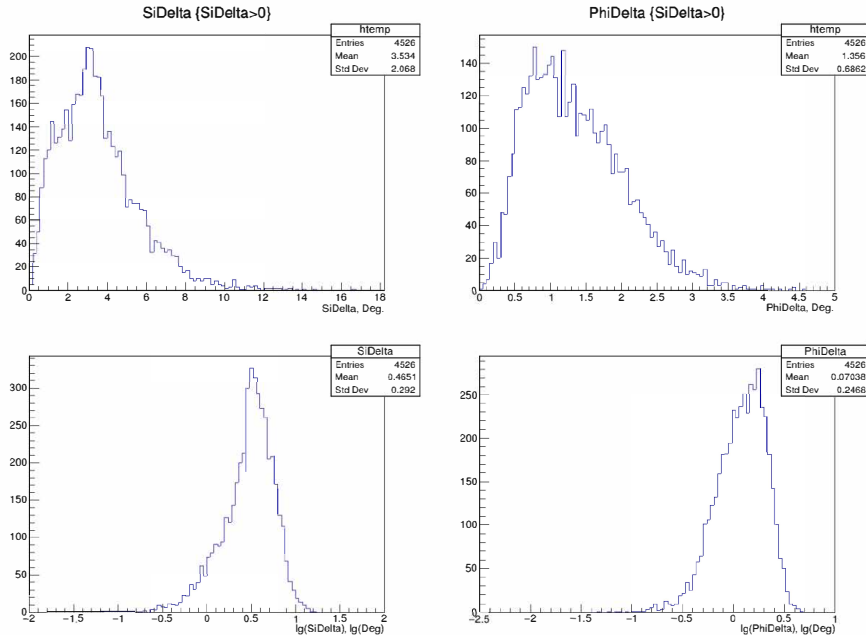 SiDelta {SiDelta>0}
htemp
Entries 4526
Mean 3.534
Std Dev 2.068
200
180
160
140
120
100
80
60
40
20
0
0 2 4 6 8 10 12 14 16 18
SiDelta, Deg.
PhiDelta {SiDelta>0}
htemp
Entries 4526
Mean 1.356
Std Dev 0.6862
140
120
100
80
60
40
20
0
0 0.5 1 1.5 2 2.5 3 3.5 4 4.5 5
PhiDelta, Deg.
SiDelta
Entries 4526
Mean 0.4651
Std Dev 0.292
300
250
200
150
100
50
0
−2 −1.5 −1 −0.5 0 0.5 1 1.5 2
lg(SiDelta), lg(Deg)
PhiDelta
Entries 4526
Mean 0.07038
Std Dev 0.2468
250
200
150
100
50
0
−2.5 −2 −1.5 −1 −0.5 0 0.5 1
lg(PhiDelta), lg(Deg)